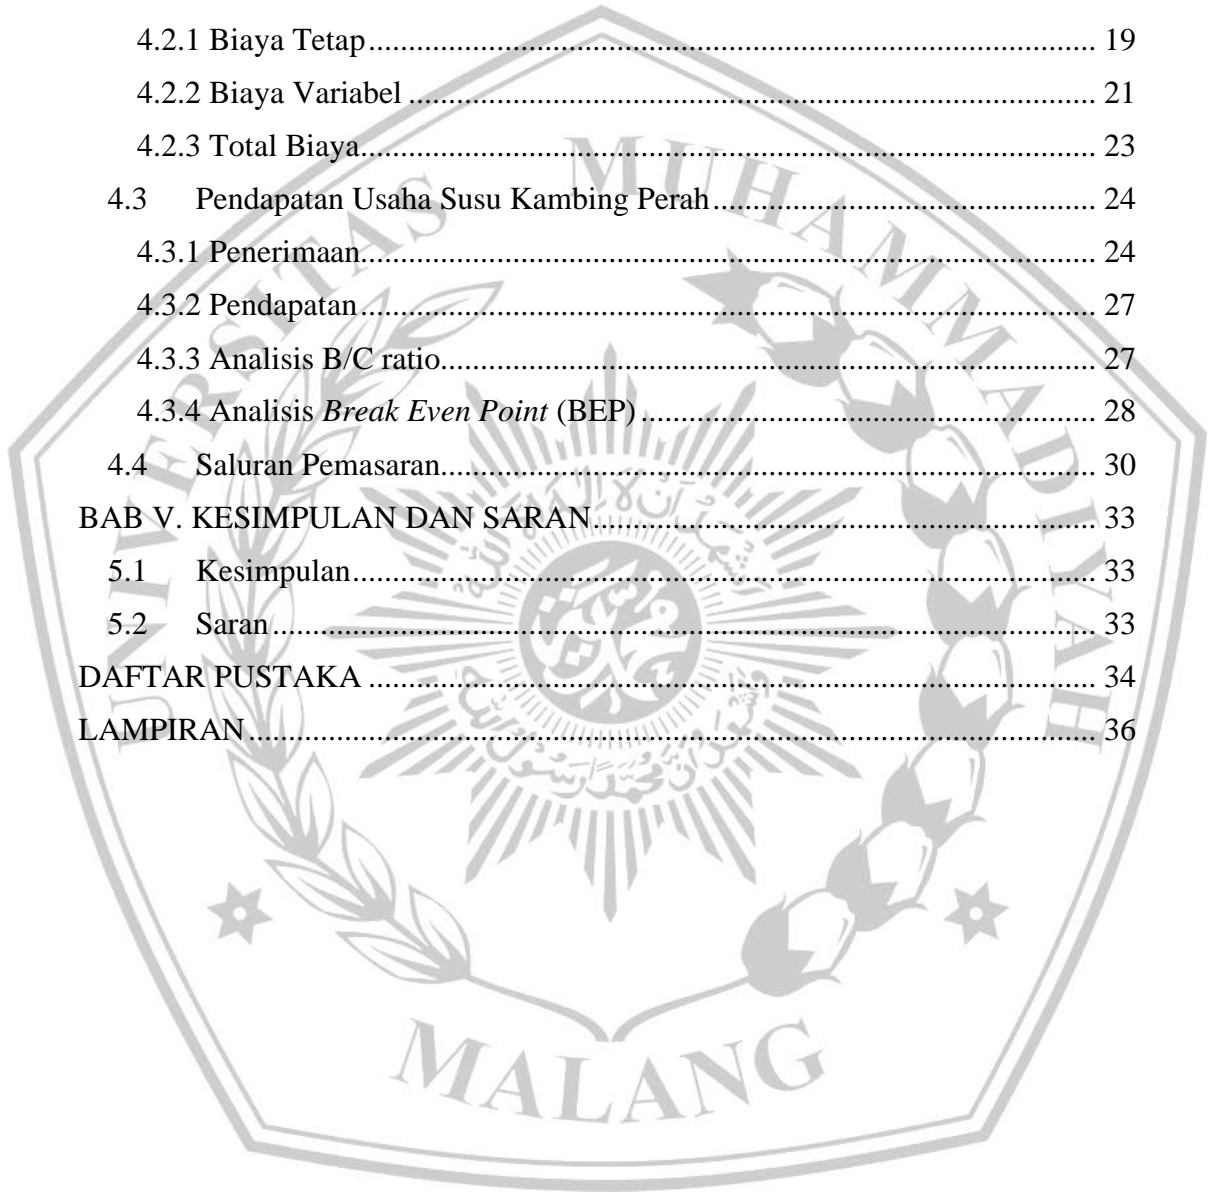 4.2.1 Biaya Tetap.......... 19
4.2.2 Biaya Variabel.......... 21
4.2.3 Total Biaya.......... 23
4.3 Pendapatan Usaha Susu Kambing Perah.......... 24
4.3.1 Penerimaan.......... 24
4.3.2 Pendapatan.......... 27
4.3.3 Analisis B/C ratio.......... 27
4.3.4 Analisis Break Even Point (BEP).......... 28
4.4 Saluran Pemasaran.......... 30
BAB V. KESIMPULAN DAN SARAN.......... 33
5.1 Kesimpulan.......... 33
5.2 Saran.......... 33
DAFTAR PUSTAKA.......... 34
LAMPIRAN.......... 36
UNIVERSITAS MUHAMMADIYAH
MALANG